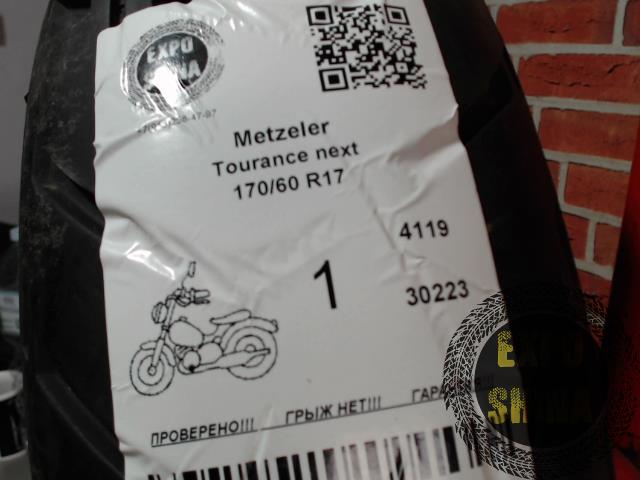 EXPO
SHINA
Metzeler
Tourance next
170/60 R17
4119
1
30223
ПРОВЕРЕНО!!! ГРЫЖ НЕТ!!!
EXPO
SHINA